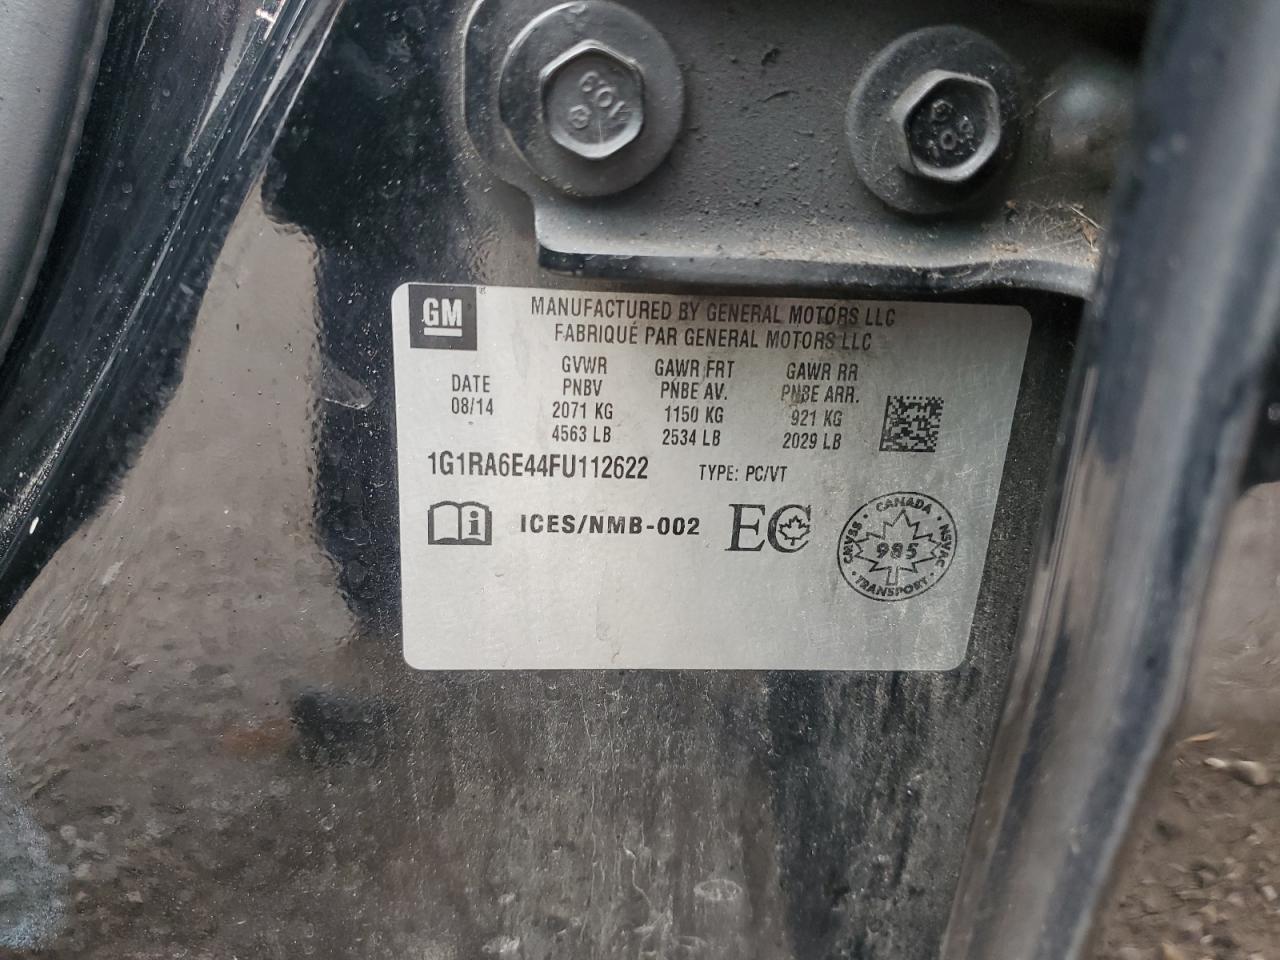 GM
MANUFACTURED BY GENERAL MOTORS LLC
FABRIQUÉ PAR GENERAL MOTORS LLC
DATE
08/14
GVWR
PNBV
2071 KG
4563 LB
GAWR FRT
PNBE AV.
1150 KG
2534 LB
GAWR RR
PNBE ARR.
921 KG
2029 LB
1G1RA6E44FU112622 TYPE: PC/VT
ICES/NMB-002 EC
CANADA
CMVSS NSVAC
985
TRANSPORT